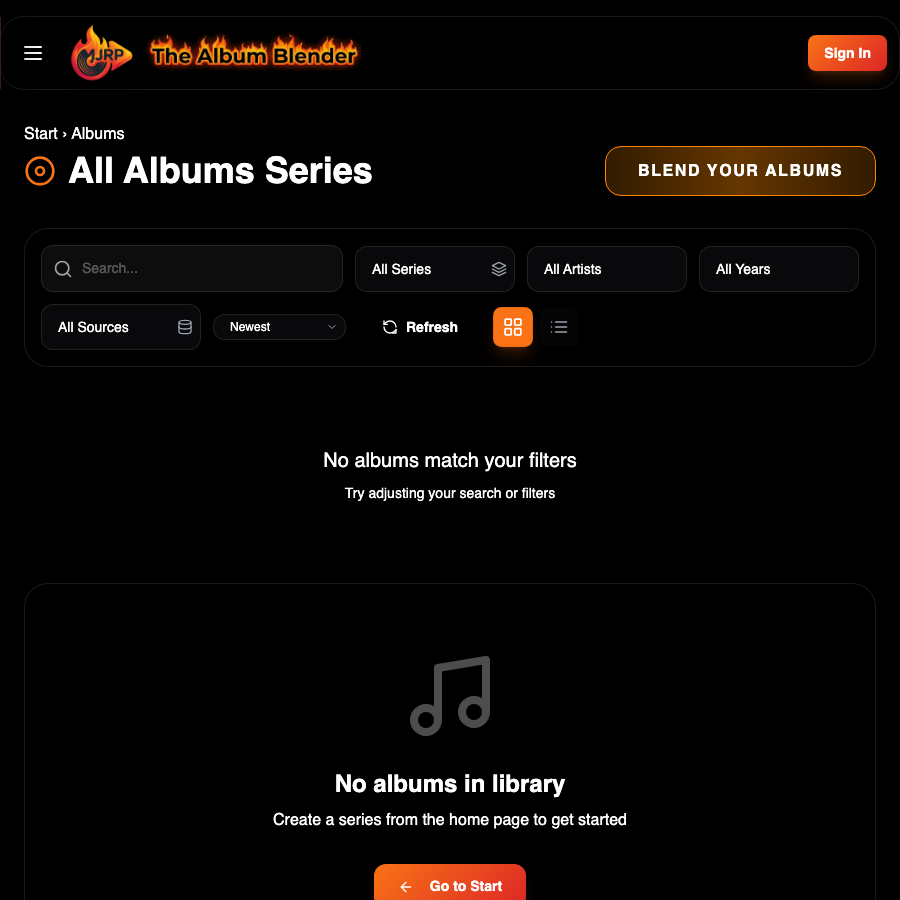 JRP
The Album Blender
Sign In
Start › Albums
All Albums Series
BLEND YOUR ALBUMS
Search...
All Series
All Artists
All Years
All Sources
Newest
Refresh
No albums match your filters
Try adjusting your search or filters
No albums in library
Create a series from the home page to get started
Go to Start